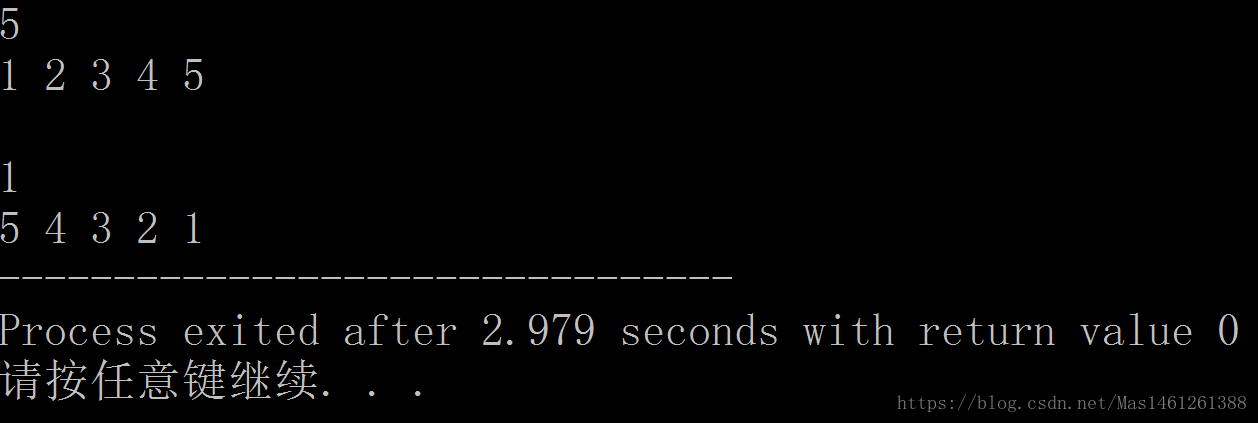 5
1 2 3 4 5
1
5 4 3 2 1
--------------------------------
Process exited after 2.979 seconds with return value 0
请按任意键继续. . .
https://blog.csdn.net/Mas1461261388